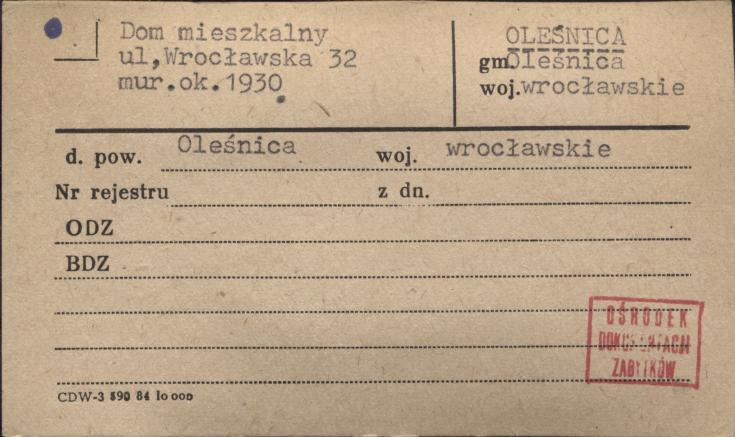 Dom mieszkalny
ul,Wrocławska 32
mur.ok.1930
OLEŚNICA
gm.Oleśnica
woj.wrocławskie
d. pow. Oleśnica woj. wrocławskie
Nr rejestru z dn.
ODZ
BDZ
OŚRODEK
DOKUMENTACJI
ZABYTKÓW
CDW-3 590 84 10 000